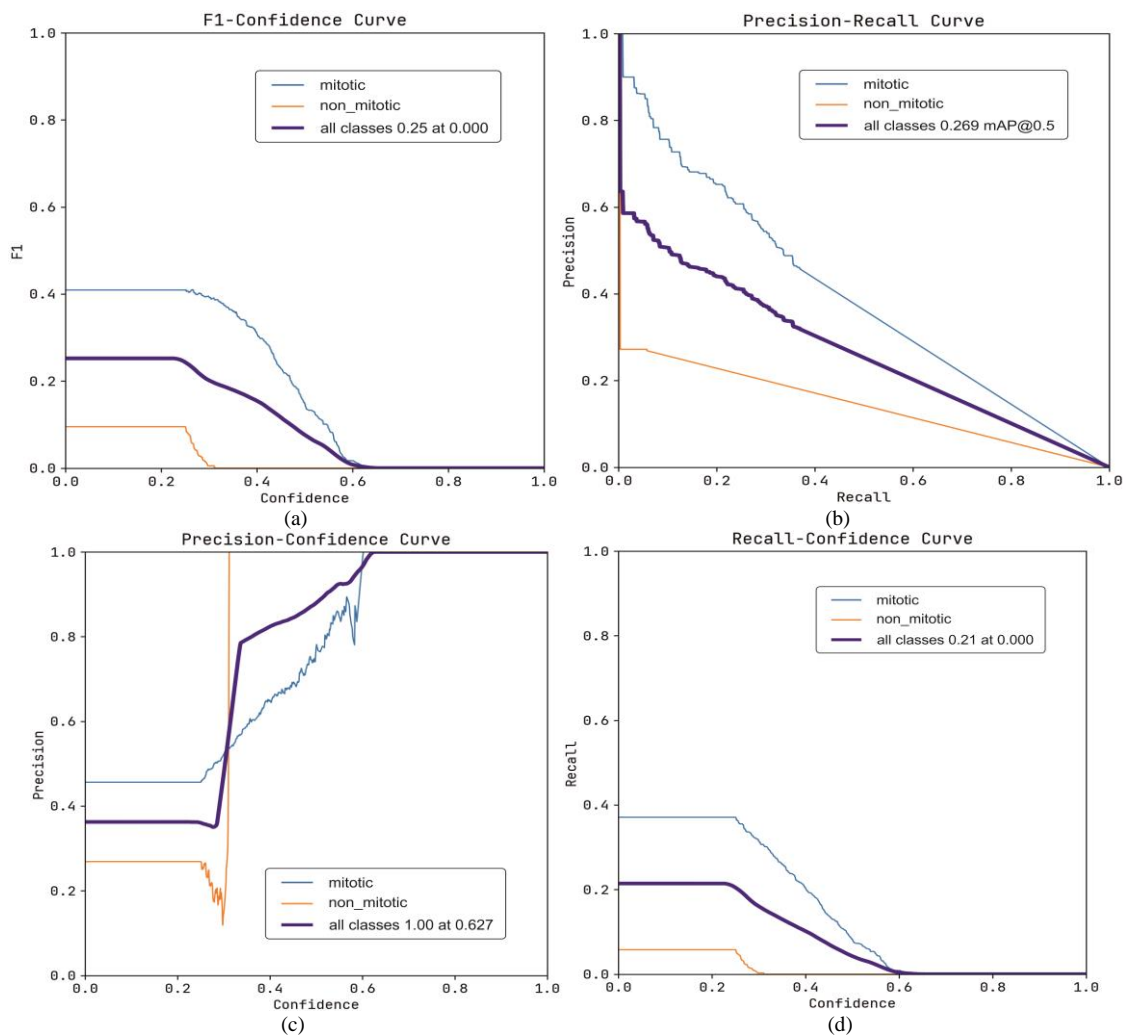 F1-Confidence Curve
1.0
0.8
0.6
0.4
0.2
0.0
F1
mitotic
non_mitotic
all classes 0.25 at 0.000
0.0 0.2 0.4 0.6 0.8 1.0
Confidence
(a)
Precision-Recall Curve
1.0
0.8
0.6
0.4
0.2
0.0
Precision
mitotic
non_mitotic
all classes 0.269 mAP@0.5
0.0 0.2 0.4 0.6 0.8 1.0
Recall
(b)
Precision-Confidence Curve
1.0
0.8
0.6
0.4
0.2
0.0
Precision
mitotic
non_mitotic
all classes 1.00 at 0.627
0.0 0.2 0.4 0.6 0.8 1.0
Confidence
(c)
Recall-Confidence Curve
1.0
0.8
0.6
0.4
0.2
0.0
Recall
mitotic
non_mitotic
all classes 0.21 at 0.000
0.0 0.2 0.4 0.6 0.8 1.0
Confidence
(d)